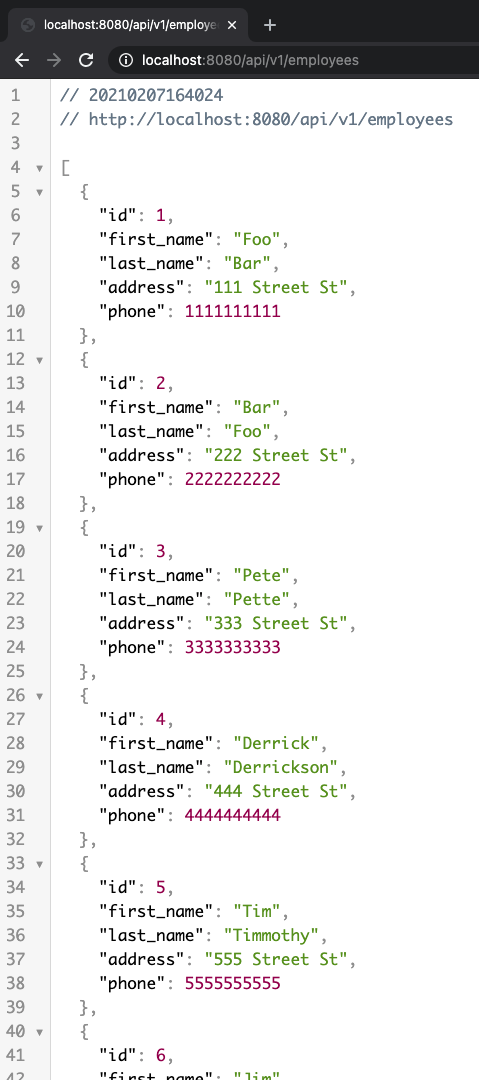 localhost:8080/api/v1/employee
localhost:8080/api/v1/employees
1 // 20210207164024
2 // http://localhost:8080/api/v1/employees
3
4 [
5 {
6 "id": 1,
7 "first_name": "Foo",
8 "last_name": "Bar",
9 "address": "111 Street St",
10 "phone": 1111111111
11 },
12 {
13 "id": 2,
14 "first_name": "Bar",
15 "last_name": "Foo",
16 "address": "222 Street St",
17 "phone": 2222222222
18 },
19 {
20 "id": 3,
21 "first_name": "Pete",
22 "last_name": "Pette",
23 "address": "333 Street St",
24 "phone": 3333333333
25 },
26 {
27 "id": 4,
28 "first_name": "Derrick",
29 "last_name": "Derrickson",
30 "address": "444 Street St",
31 "phone": 4444444444
32 },
33 {
34 "id": 5,
35 "first_name": "Tim",
36 "last_name": "Timmothy",
37 "address": "555 Street St",
38 "phone": 5555555555
39 },
40 {
41 "id": 6,
42 "first_name": "Jim"